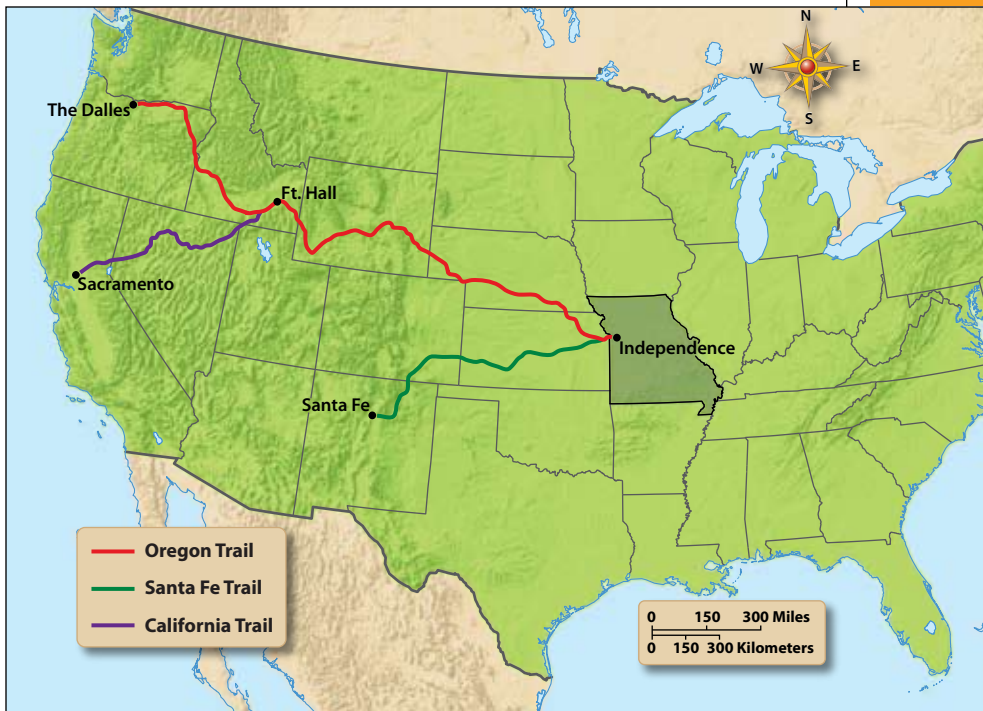 N
W E
S
The Dalles
Ft. Hall
Sacramento
Independence
Santa Fe
Oregon Trail
Santa Fe Trail
California Trail
0 150 300 Miles
0 150 300 Kilometers